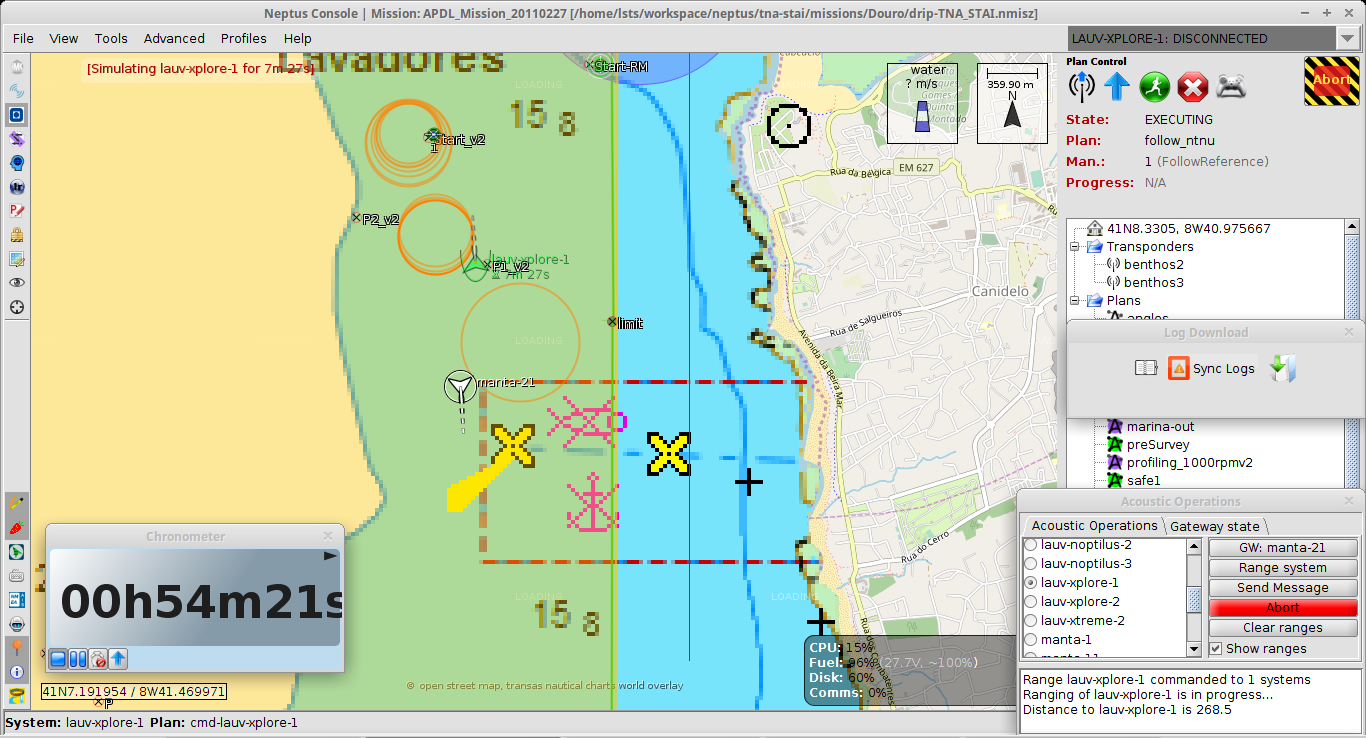 Neptus Console | Mission: APDL_Mission_20110227 [/home/lsts/workspace/neptus/tna-stai/missions/Douro/drip-TNA_STAI.nmisz]
File View Tools Advanced Profiles Help
LAUV-XPLORE-1: DISCONNECTED
[Simulating lauv-xplore-1 for 7m 27s]
Lavadores
LOADING
Start-RM
water
? m/s
359.90 m
N
Plan Control
Abort
State: EXECUTING
Plan: follow_ntnu
Man.: 1 (FollowReference)
Progress: N/A
15 8
Start_v2
1
P2_v2
EM 627
Rua da Bélgica
lauv-xplore-1
P1_v2
7m 27s
Canidelo
limit
Rua de Salgueiros
Avenida da Beira Mar
LOADING
manta-21
41N8.3305, 8W40.975667
Transponders
benthos2
benthos3
Plans
angles
Log Download
Sync Logs
marina-out
preSurvey
profiling_1000rpmv2
safe1
Rua do Cerro
Rua dos Combatentes
Acoustic Operations
Acoustic Operations Gateway state
lauv-noptilus-2
lauv-noptilus-3
lauv-xplore-1
lauv-xplore-2
lauv-xtreme-2
manta-1
manta-11
GW: manta-21
Range system
Send Message
Abort
Clear ranges
Show ranges
Range lauv-xplore-1 commanded to 1 systems
Ranging of lauv-xplore-1 is in progress...
Distance to lauv-xplore-1 is 268.5
Chronometer
00h54m21s
LOADING
LOADING
15 8
CPU: 15%
Fuel: 96% (27.7V, ~100%)
Disk: 60%
Comms: 0%
© open street map, transas nautical charts world overlay
41N7.191954 / 8W41.469971
P
System: lauv-xplore-1 Plan: cmd-lauv-xplore-1